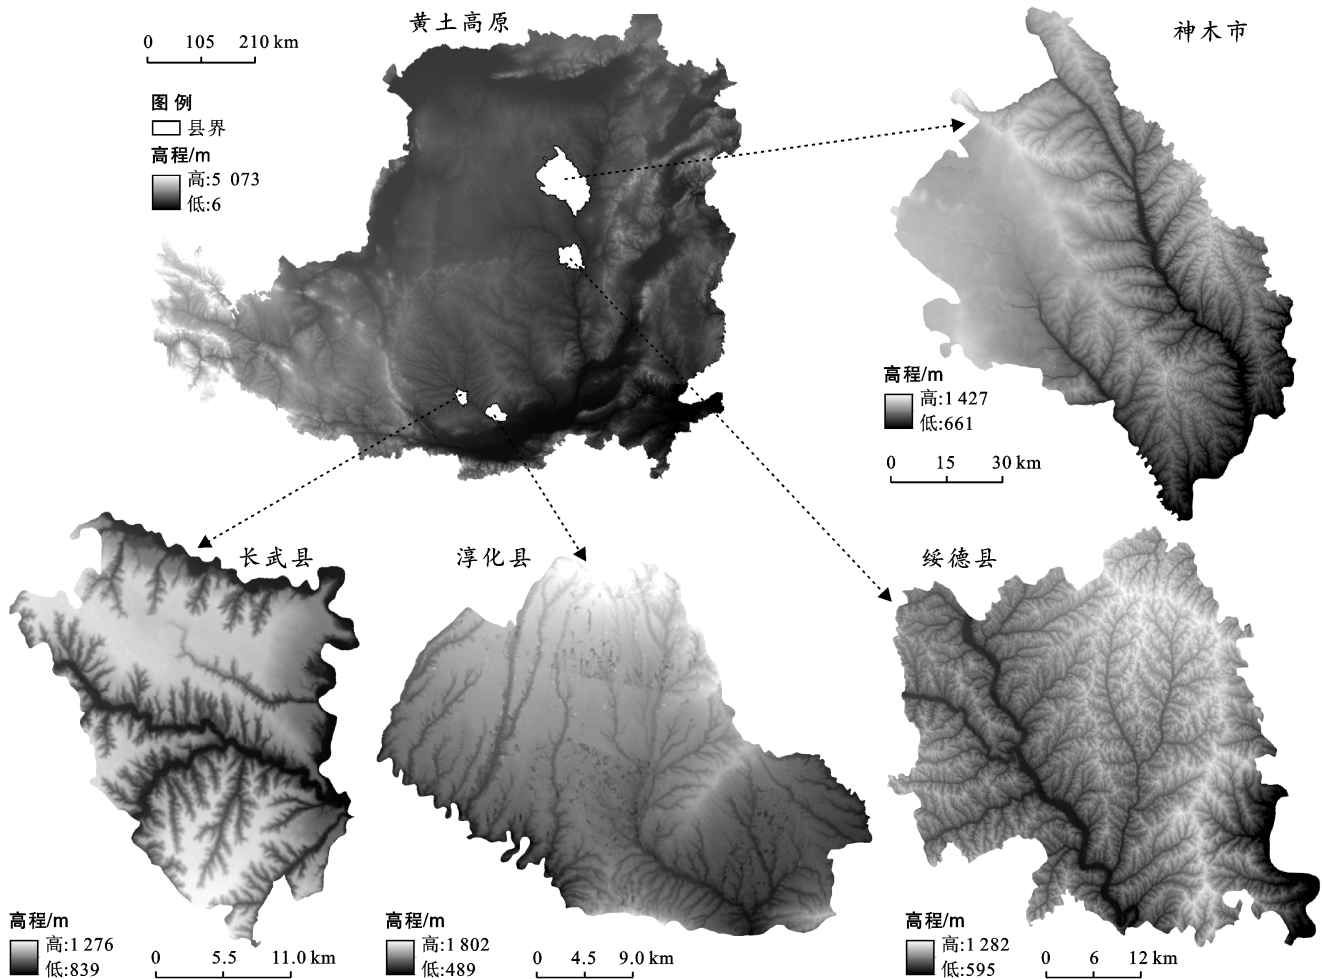 黄土高原
0 105 210 km
图例
县界
高程/m
高:5 073
低:6
神木市
高程/m
高:1 427
低:661
0 15 30 km
长武县
高程/m
高:1 276
低:839
0 5.5 11.0 km
淳化县
高程/m
高:1 802
低:489
0 4.5 9.0 km
绥德县
高程/m
高:1 282
低:595
0 6 12 km